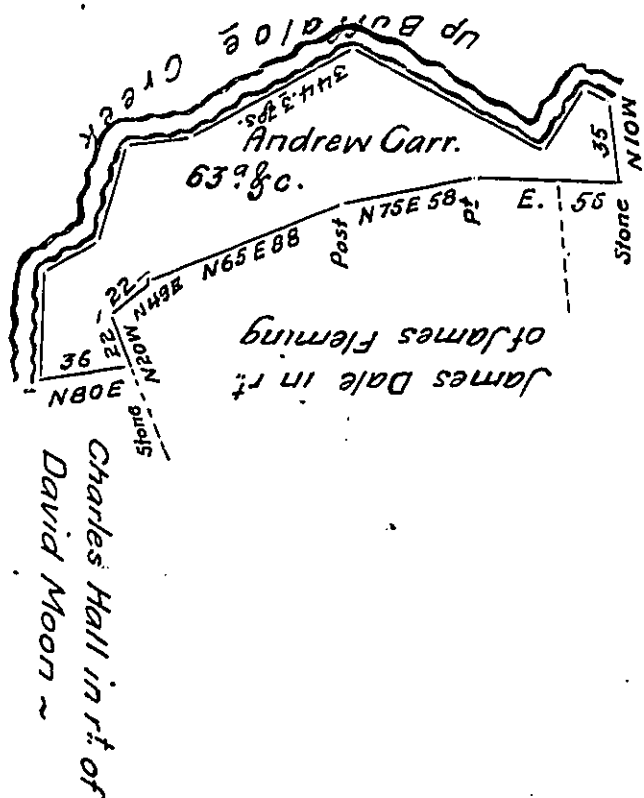 Up Buffaloe Creek
344.3 ps.
Andrew Carr.
63 a. & c.
N10W
35
Stone
E. 56
Pt
N75E 58
Post
N65E88
N49E
22
22
N20W
Stone
36
N80E
James Dale in rt.
of James Fleming
Charles Hall in rt. of
David Moon ~